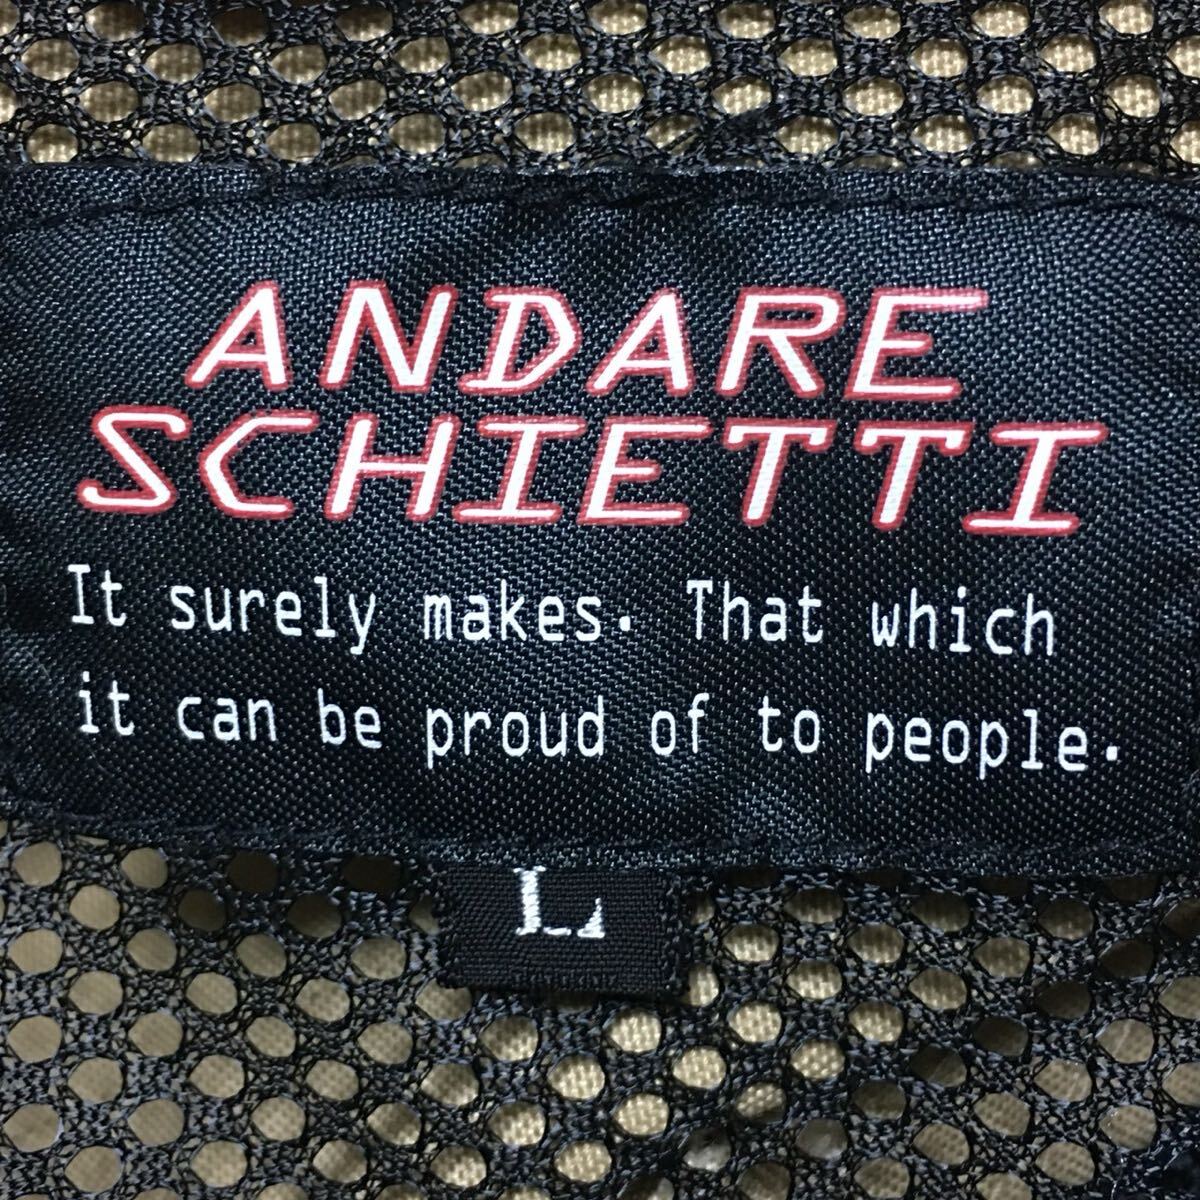 ANDARE
SCHIETTI
It surely makes. That which
it can be proud of to people.
L